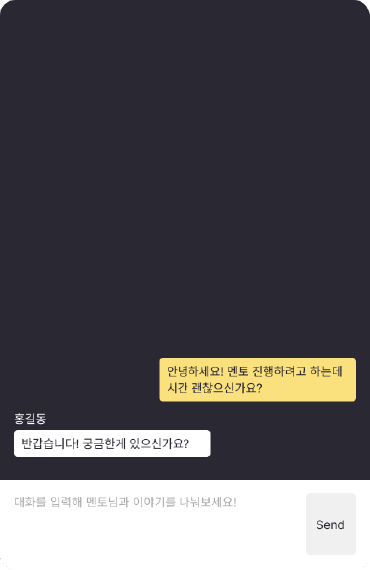 안녕하세요! 멘토 진행하려고 하는데
시간 괜찮으신가요?
홍길동
반갑습니다! 궁금한게 있으신가요?
대화를 입력해 멘토님과 이야기를 나눠보세요!
Send